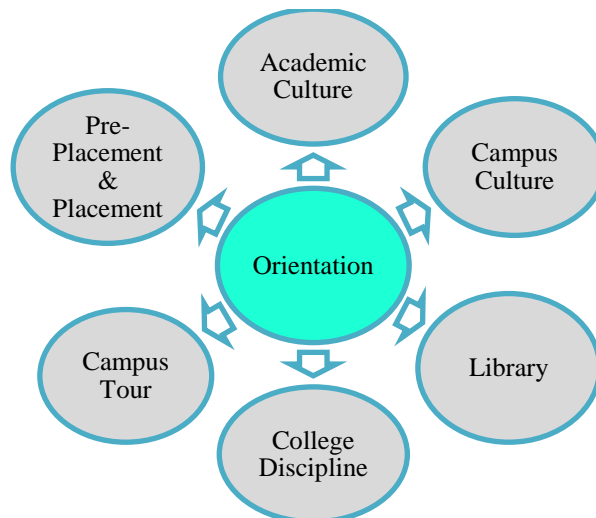 Academic
Culture
Pre-
Placement
&
Placement
Campus
Culture
Orientation
Campus
Tour
Library
College
Discipline